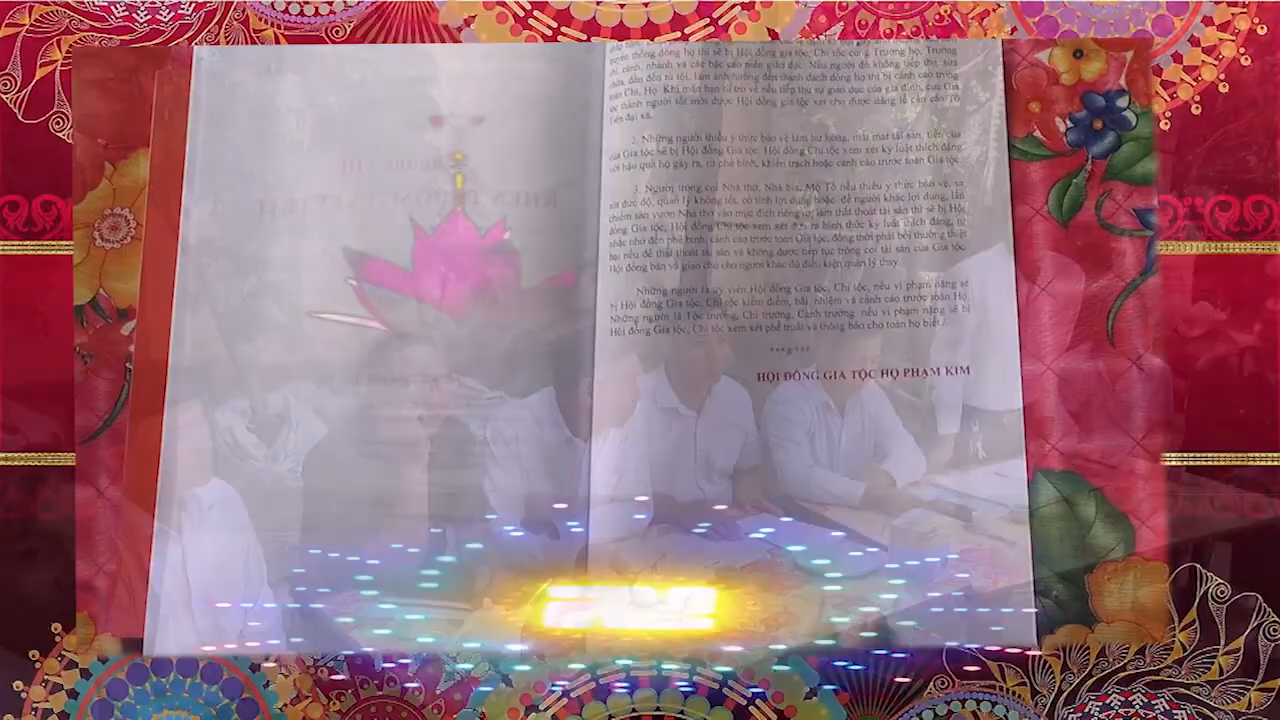 truyền thống dòng họ thì sẽ bị Hội đồng gia tộc, Chi tộc cùng Trưởng họ, Trưởng
chi, cành, nhánh và các bậc cao niên giáo dục. Nếu người đó không tiếp thu, sửa
chữa, dẫn đến tù tội, làm ảnh hưởng đến thanh danh dòng họ thì bị cảnh cáo trong
toàn Chi, Họ. Khi mãn hạn tù trở về nếu tiếp thu sự giáo dục của gia đình, của Gia
tộc thành người tốt mới được Hội đồng gia tộc xét cho được dâng lễ cáo Tổ
Tiên đại xá.
2. Những người thiếu ý thức bảo vệ làm hư hỏng, mất mát tài sản, tiền của
của Gia tộc sẽ bị Hội đồng Gia tộc, Hội đồng Chi tộc xem xét kỷ luật thích đáng
với hậu quả họ gây ra, từ phê bình, khiển trách hoặc cảnh cáo trước toàn Gia tộc.
3. Người trông coi Nhà thờ, Nhà bia, Mộ Tổ nếu thiếu ý thức bảo vệ, sa
sút đức độ, quản lý không tốt, cố tình lợi dụng hoặc để người khác lợi dụng, lấn
chiếm sân vườn Nhà thờ vào mục đích riêng tư, làm thất thoát tài sản thì sẽ bị Hội
đồng Gia tộc, Hội đồng Chi tộc xem xét đưa ra hình thức kỷ luật thích đáng, từ
nhắc nhở đến phê bình, cảnh cáo trước toàn Gia tộc, đồng thời phải bồi thường thiệt
hại nếu để thất thoát tài sản và không được tiếp tục trông coi tài sản của Gia tộc.
Hội đồng bàn và giao cho cho người khác đủ điều kiện quản lý thay.
Những người là ủy viên Hội đồng Gia tộc, Chi tộc, nếu vi phạm nặng sẽ
bị Hội đồng Gia tộc, Chi tộc kiểm điểm, bãi nhiệm và cảnh cáo trước toàn Họ.
Những người là Tộc trưởng, Chi trưởng, Cành trưởng nếu vi phạm nặng sẽ bị
Hội đồng Gia tộc, Chi tộc xem xét phế truất và thông báo cho toàn họ biết./.
HỘI ĐỒNG GIA TỘC HỌ PHẠM KIM